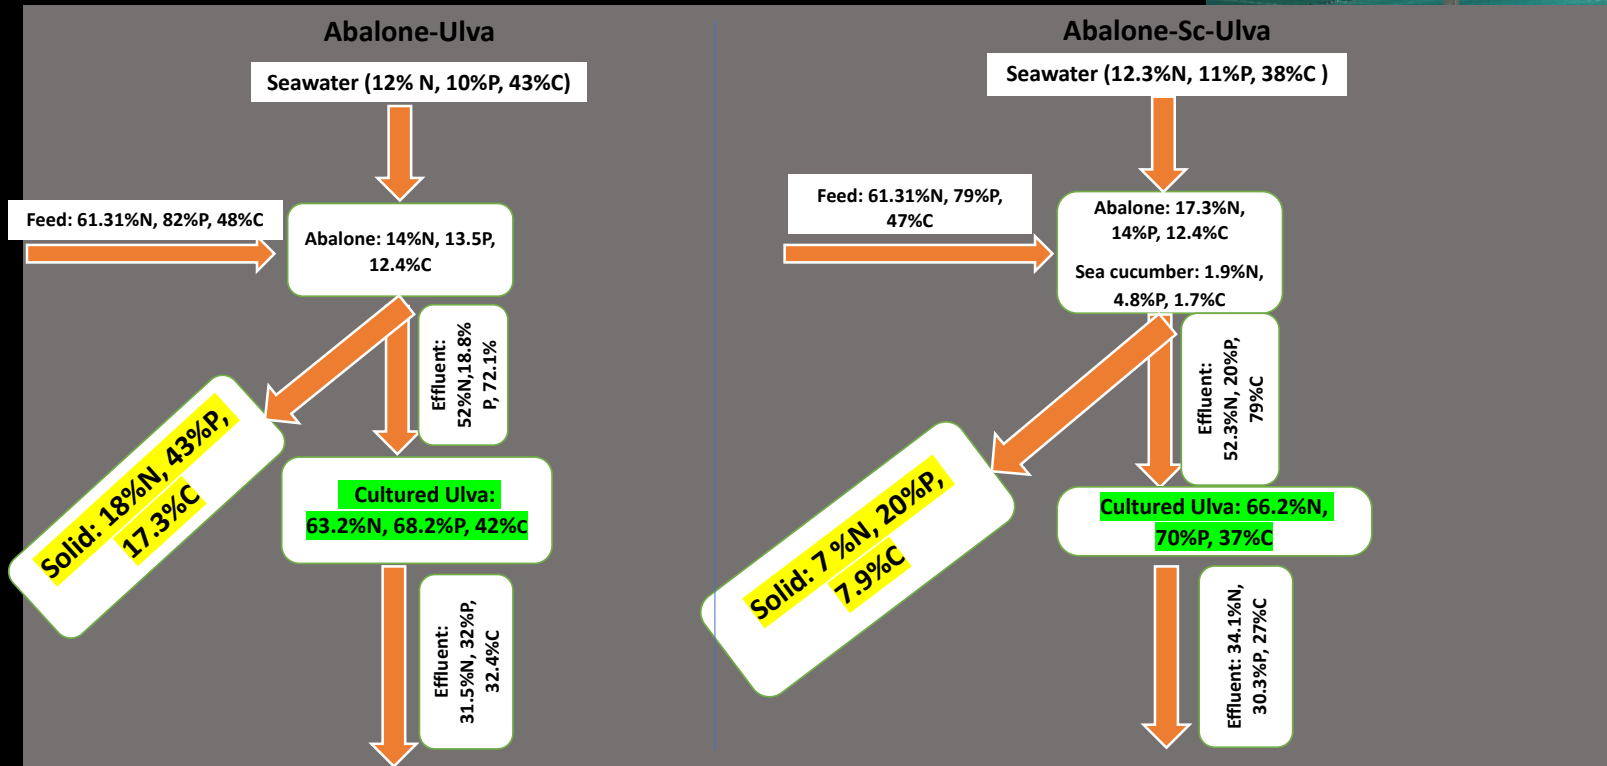 Abalone-Ulva
Seawater (12% N, 10%P, 43%C)
Feed: 61.31%N, 82%P, 48%C
Abalone: 14%N, 13.5P,
12.4%C
Effluent:
52%N,18.8%
P, 72.1%
Solid: 18%N, 43%P,
17.3%C
Cultured Ulva:
63.2%N, 68.2%P, 42%c
Effluent:
31.5%N, 32%P,
32.4%C
Abalone-Sc-Ulva
Seawater (12.3%N, 11%P, 38%C )
Feed: 61.31%N, 79%P,
47%C
Abalone: 17.3%N,
14%P, 12.4%C
Sea cucumber: 1.9%N,
4.8%P, 1.7%C
Effluent:
52.3%N, 20%P,
79%C
Solid: 7 %N, 20%P,
7.9%C
Cultured Ulva: 66.2%N,
70%P, 37%C
Effluent: 34.1%N,
30.3%P, 27%C